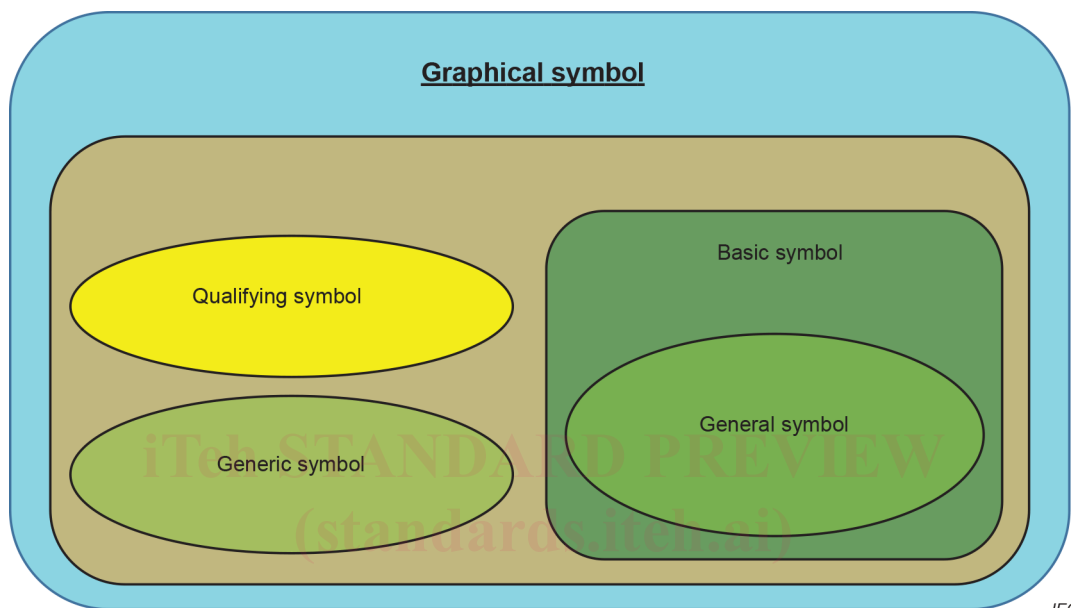 Graphical symbol
Basic symbol
Qualifying symbol
General symbol
Generic symbol
iTeh STANDARD PREVIEW
(standards.iteh.ai)